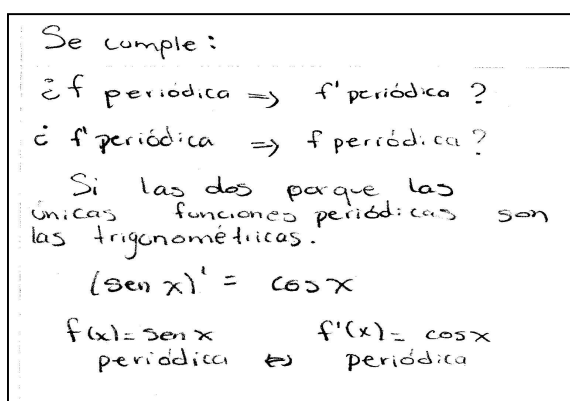 Se cumple:
¿f periódica => f' periódica?
¿ f' periódica => f periódica?
Si las dos porque las
únicas funciones periódicas son
las trigonométricas.
(sen x)' = cos x
f(x) = sen x f'(x) = cos x
periódica <=> periódica